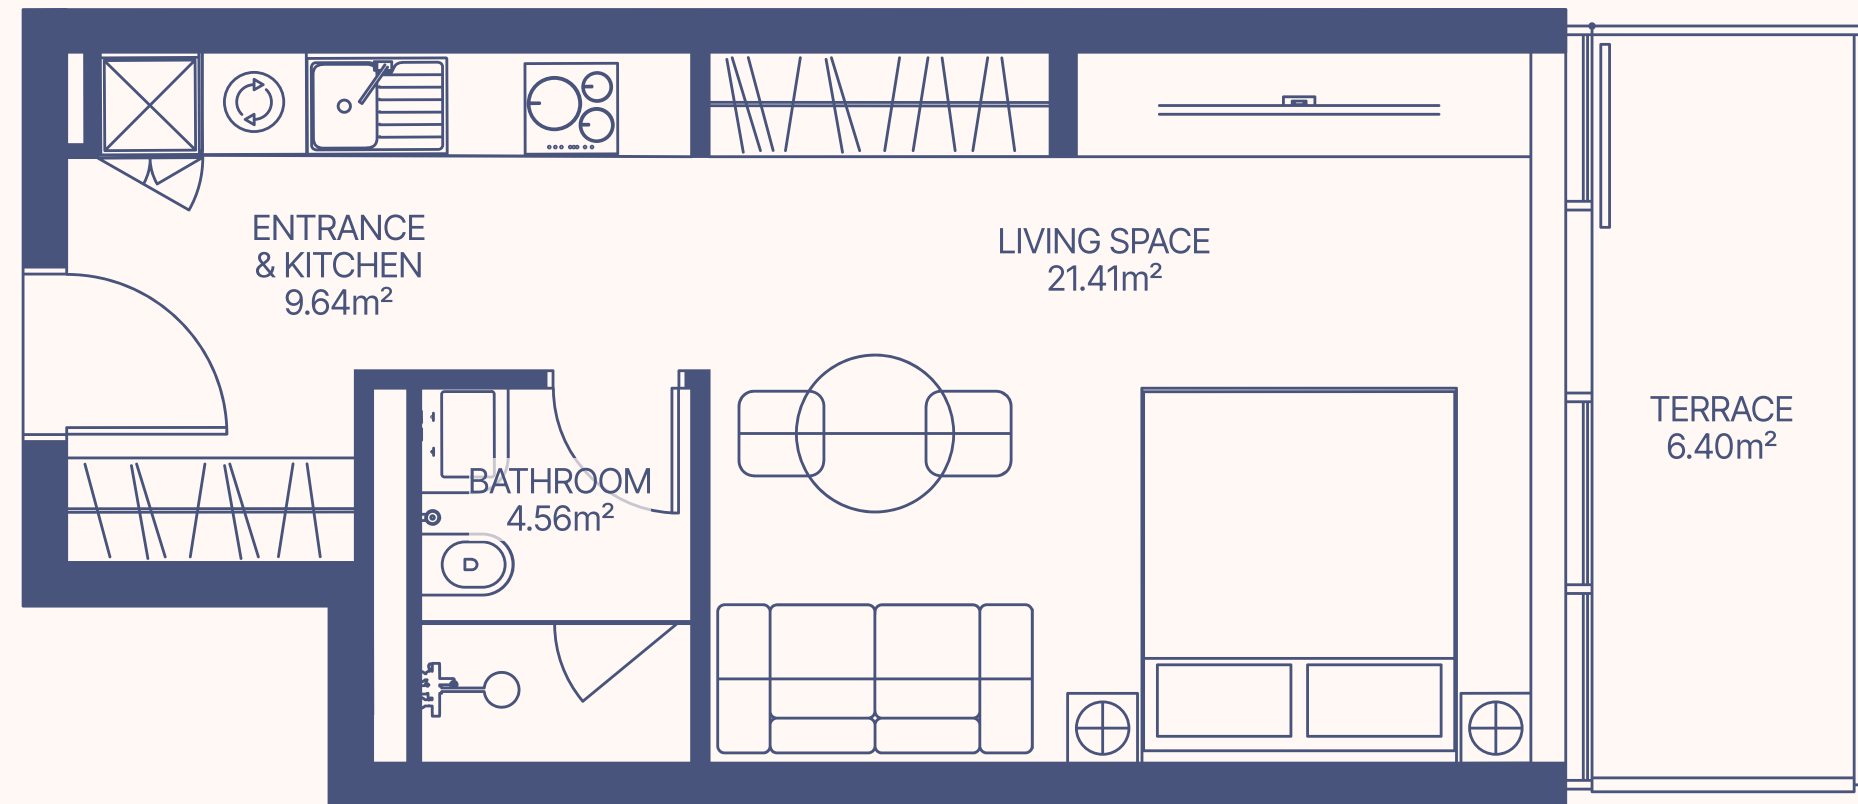 ENTRANCE
& KITCHEN
9.64m²
LIVING SPACE
21.41m²
BATHROOM
4.56m²
TERRACE
6.40m²